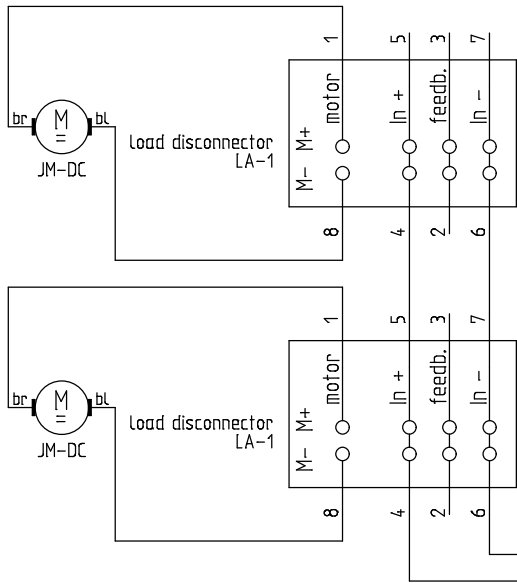 1 5 3 7
br M bl
=
JM-DC
load disconnector
LA-1
M+ motor In + feedb. In -
M-
8 4 2 6
1 5 3 7
br M bl
=
JM-DC
load disconnector
LA-1
M+ motor In + feedb. In -
M-
8 4 2 6